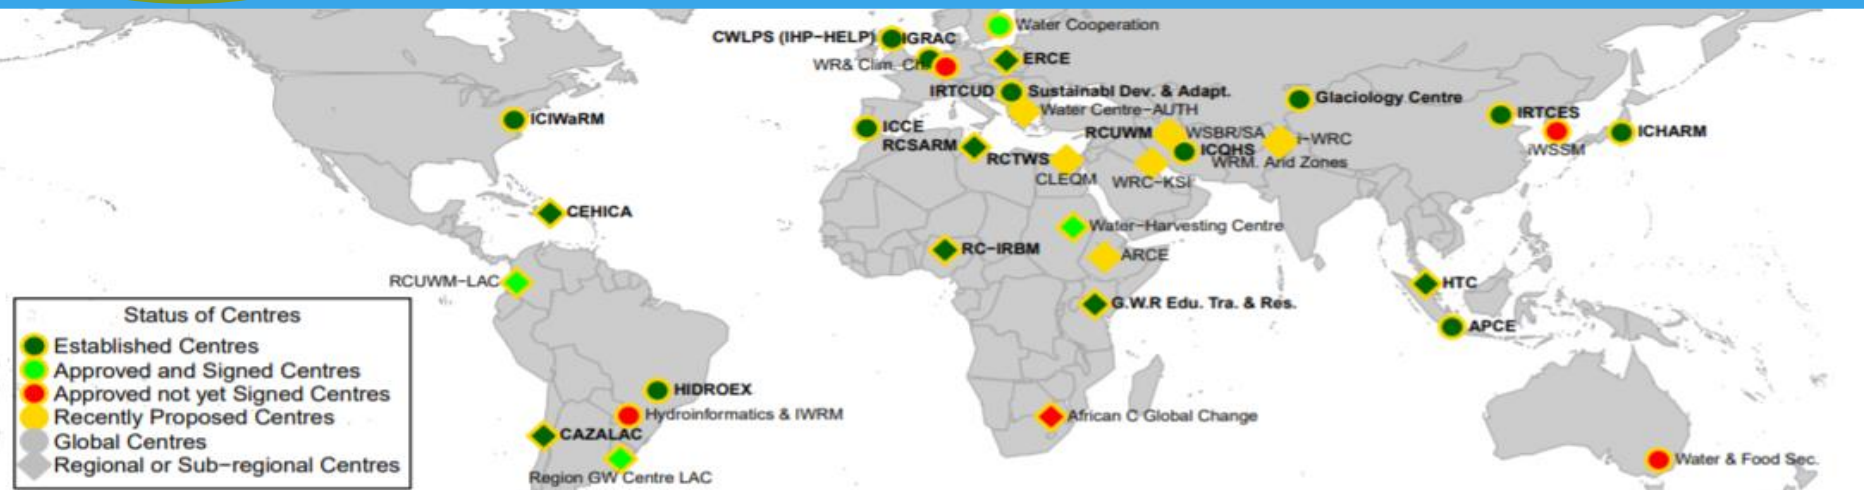 Water Cooperation
CWLPS (IHP−HELP)
IGRAC
WR& Clim. Ch.
ERCE
IRTCUD
Sustainabl Dev. & Adapt.
Water Centre−AUTH
Glaciology Centre
ICIWaRM
ICCE
RCSARM
RCTWS
CLEQM
RCUWM
WSBR/SA
ICQHS
I−WRC
WRM. Arid Zones
WRC−KSI
IRTCES
iWSSM
ICHARM
CEHICA
Water−Harvesting Centre
RC−IRBM
ARCE
RCUWM−LAC
HTC
G.W.R Edu. Tra. & Res.
APCE
Status of Centres
Established Centres
Approved and Signed Centres
Approved not yet Signed Centres
Recently Proposed Centres
Global Centres
Regional or Sub−regional Centres
HIDROEX
Hydroinformatics & IWRM
CAZALAC
Region GW Centre LAC
African C Global Change
Water & Food Sec.